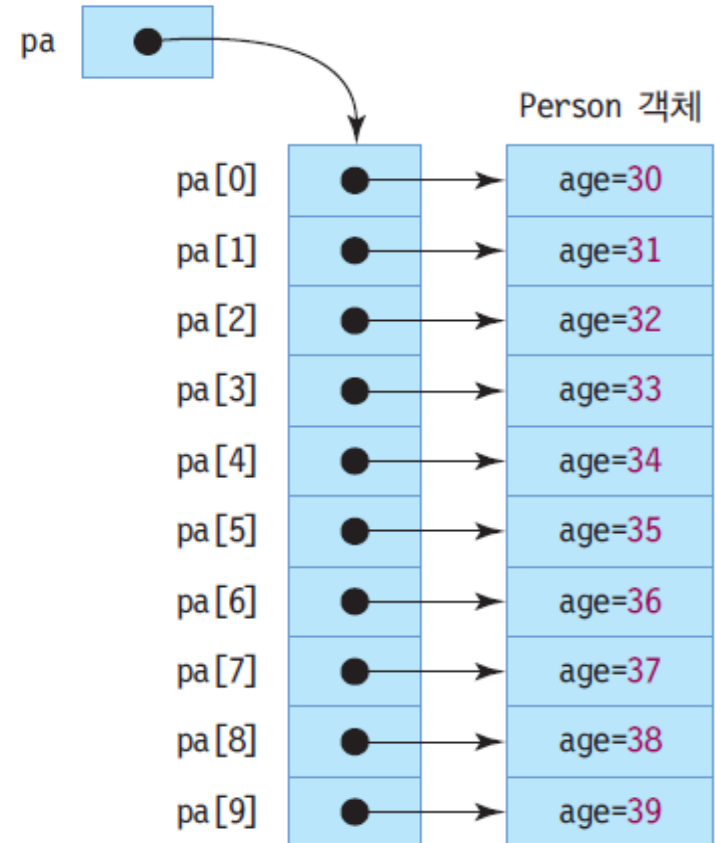 pa
Person 객체
pa[0] age=30
pa[1] age=31
pa[2] age=32
pa[3] age=33
pa[4] age=34
pa[5] age=35
pa[6] age=36
pa[7] age=37
pa[8] age=38
pa[9] age=39